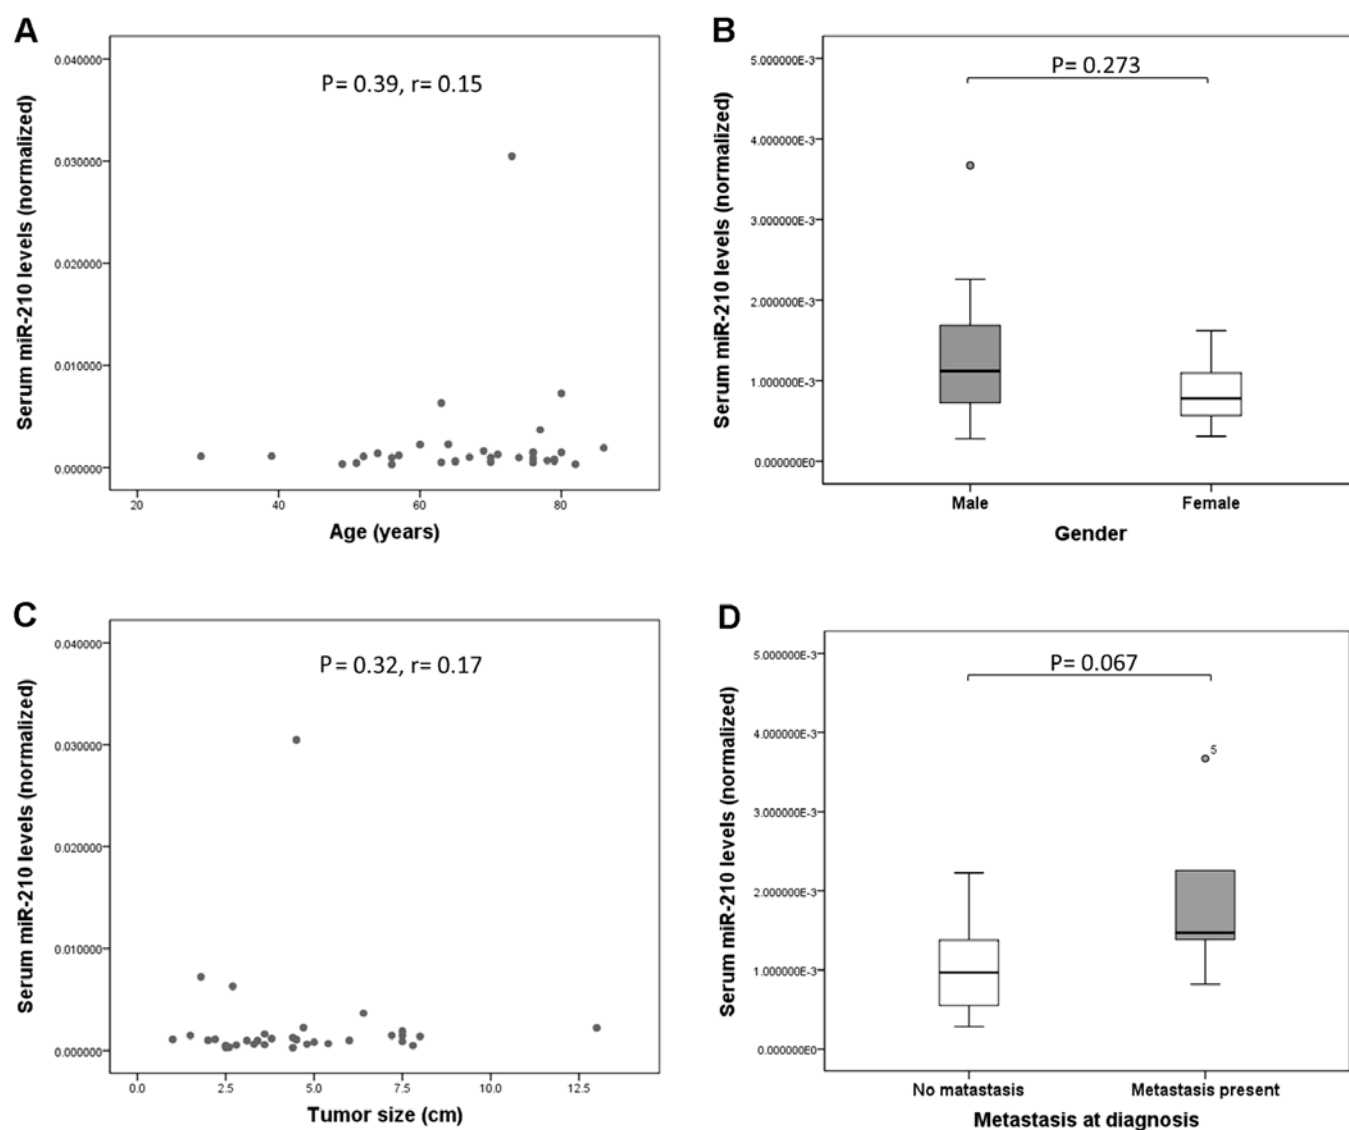 A
P= 0.39, r= 0.15
Serum miR-210 levels (normalized)
0.040000
0.030000
0.020000
0.010000
0.000000
20 40 60 80
Age (years)
B
P= 0.273
Serum miR-210 levels (normalized)
5.000000E-3
4.000000E-3
3.000000E-3
2.000000E-3
1.000000E-3
0.000000E0
Male Female
Gender
C
P= 0.32, r= 0.17
Serum miR-210 levels (normalized)
0.040000
0.030000
0.020000
0.010000
0.000000
0.0 2.5 5.0 7.5 10.0 12.5
Tumor size (cm)
D
P= 0.067
Serum miR-210 levels (normalized)
5.000000E-3
4.000000E-3
3.000000E-3
2.000000E-3
1.000000E-3
0.000000E0
5
No matastasis Metastasis present
Metastasis at diagnosis